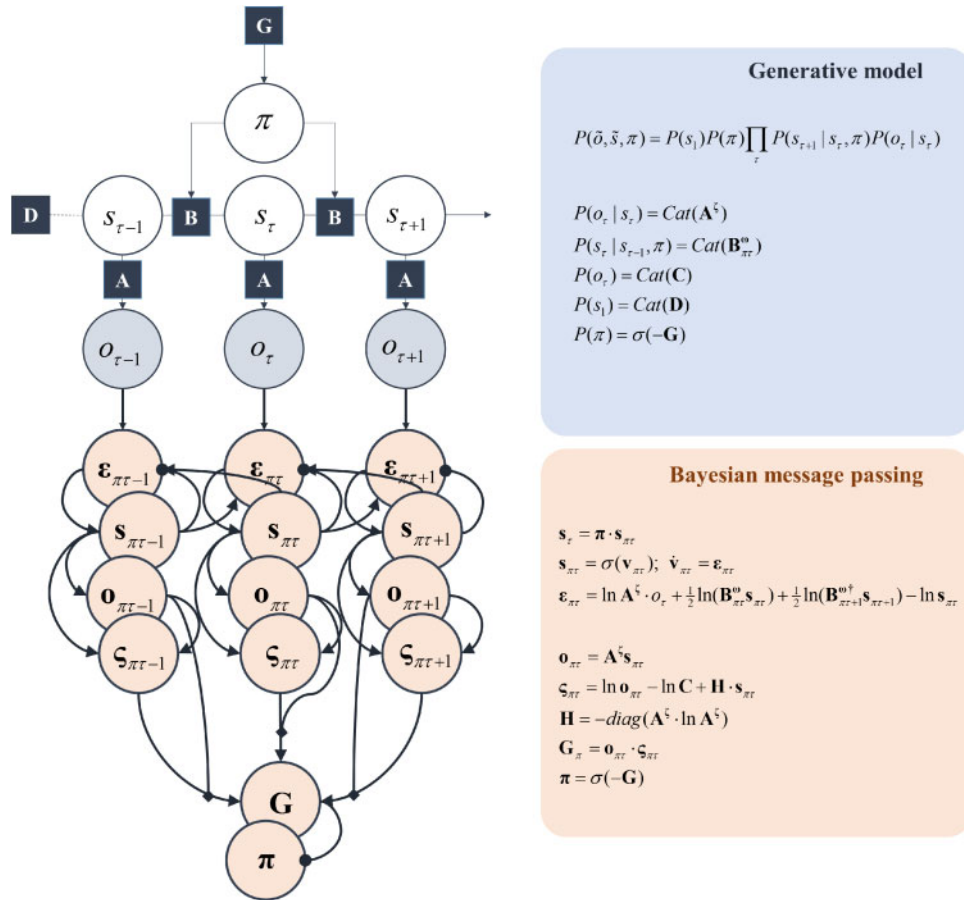 G
π
D
s_{τ−1}
B
s_τ
B
s_{τ+1}
A
A
A
o_{τ−1}
o_τ
o_{τ+1}
ε_{πτ−1}
ε_{πτ}
ε_{πτ+1}
s_{πτ−1}
s_{πτ}
s_{πτ+1}
o_{πτ−1}
o_{πτ}
o_{πτ+1}
ς_{πτ−1}
ς_{πτ}
ς_{πτ+1}
G
π
Generative model
P(õ, s̃, π) = P(s_1)P(π)∏_τ P(s_{τ+1} | s_τ, π)P(o_τ | s_τ)
P(o_τ | s_τ) = Cat(A^ζ)
P(s_τ | s_{τ−1}, π) = Cat(B^ω_{πτ})
P(o_τ) = Cat(C)
P(s_1) = Cat(D)
P(π) = σ(−G)
Bayesian message passing
s_τ = π · s_{πτ}
s_{πτ} = σ(v_{πτ}); v̇_{πτ} = ε_{πτ}
ε_{πτ} = ln A^ζ · o_τ + ½ ln(B^ω_{πτ} s_{πτ}) + ½ ln(B^{ω†}_{πτ+1} s_{πτ+1}) − ln s_{πτ}
o_{πτ} = A^ζ s_{πτ}
ς_{πτ} = ln o_{πτ} − ln C + H · s_{πτ}
H = −diag(A^ζ · ln A^ζ)
G_π = o_{πτ} · ς_{πτ}
π = σ(−G)